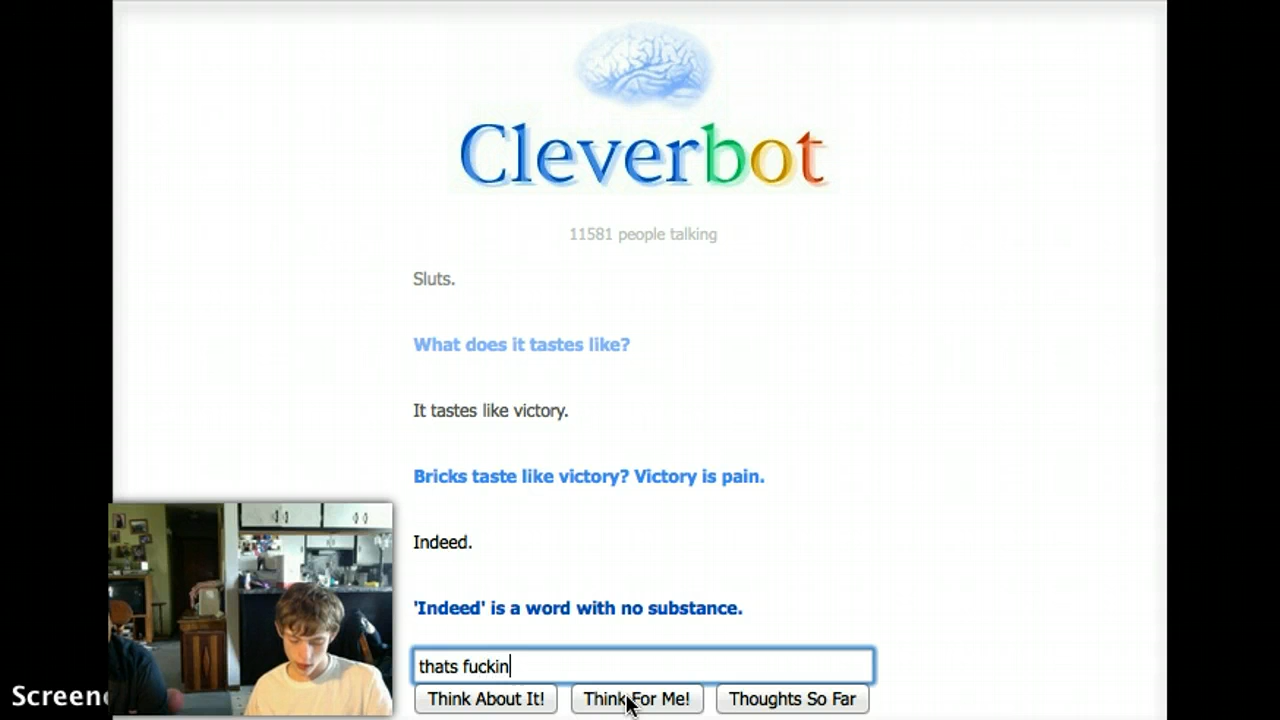 Cleverbot
11581 people talking
Sluts.
What does it tastes like?
It tastes like victory.
Bricks taste like victory? Victory is pain.
Indeed.
'Indeed' is a word with no substance.
thats fuckin
Think About It! Think For Me! Thoughts So Far
Screen